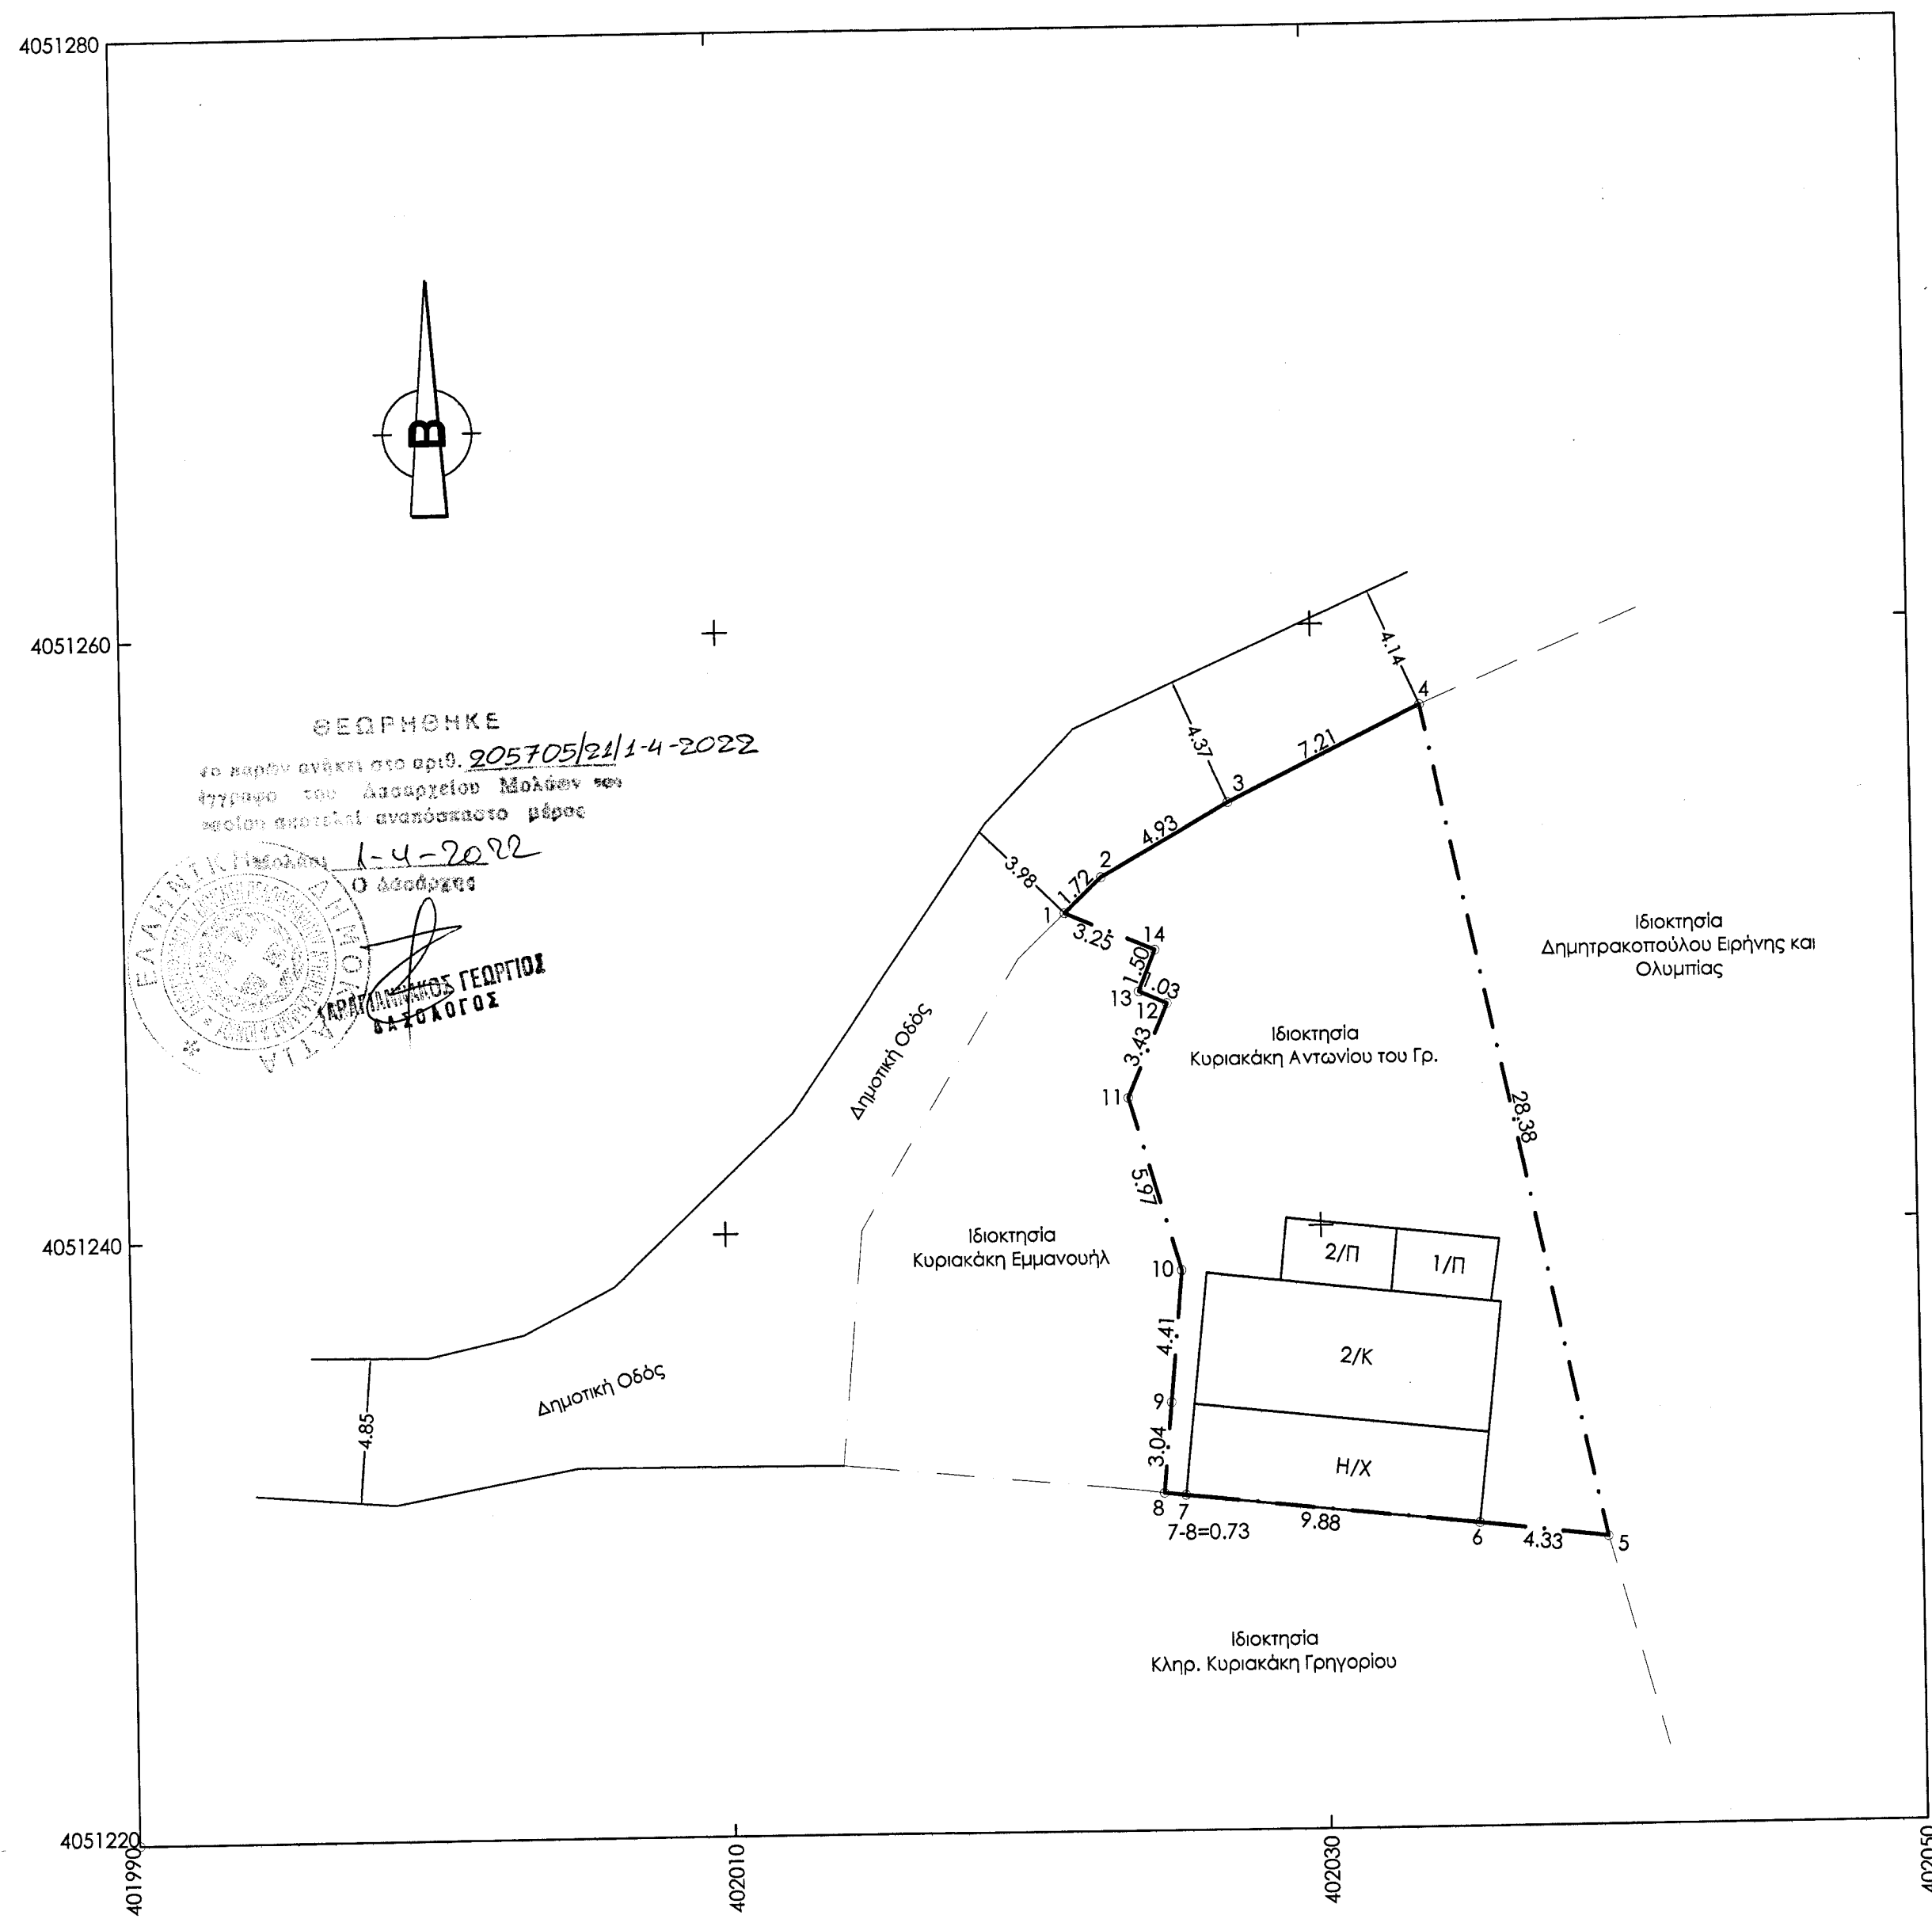 4051280
4051260
4051240
4051220
401990
402010
402030
402050
Β
ΘΕΩΡΗΘΗΚΕ
το παρόν ανήκει στο αριθ. 205705/21/1-4-2022
έγγραφο του Δασαρχείου Μολάων του
οποίου αποτελεί αναπόσπαστο μέρος
Μολάοι 1-4-2022
Ο Δασάρχης
ΕΛΛΗΝΙΚΗ ΔΗΜΟΚΡΑΤΙΑ
ΚΑΡΑΓΙΑΝΝΑΚΟΣ ΓΕΩΡΓΙΟΣ
ΔΑΣΟΛΟΓΟΣ
4.14
4
4.37
7.21
3
4.93
3.98
2
1.72
1
3.25
14
1.50
1.03
13
12
3.43
11
5.97
28.38
10
4.41
9
3.04
8
7
7-8=0.73
9.88
6
4.33
5
4.85
Δημοτική Οδός
Δημοτική Οδός
Ιδιοκτησία
Δημητρακοπούλου Ειρήνης και
Ολυμπίας
Ιδιοκτησία
Κυριακάκη Αντωνίου του Γρ.
Ιδιοκτησία
Κυριακάκη Εμμανουήλ
2/Π
1/Π
2/Κ
Η/Χ
Ιδιοκτησία
Κληρ. Κυριακάκη Γρηγορίου